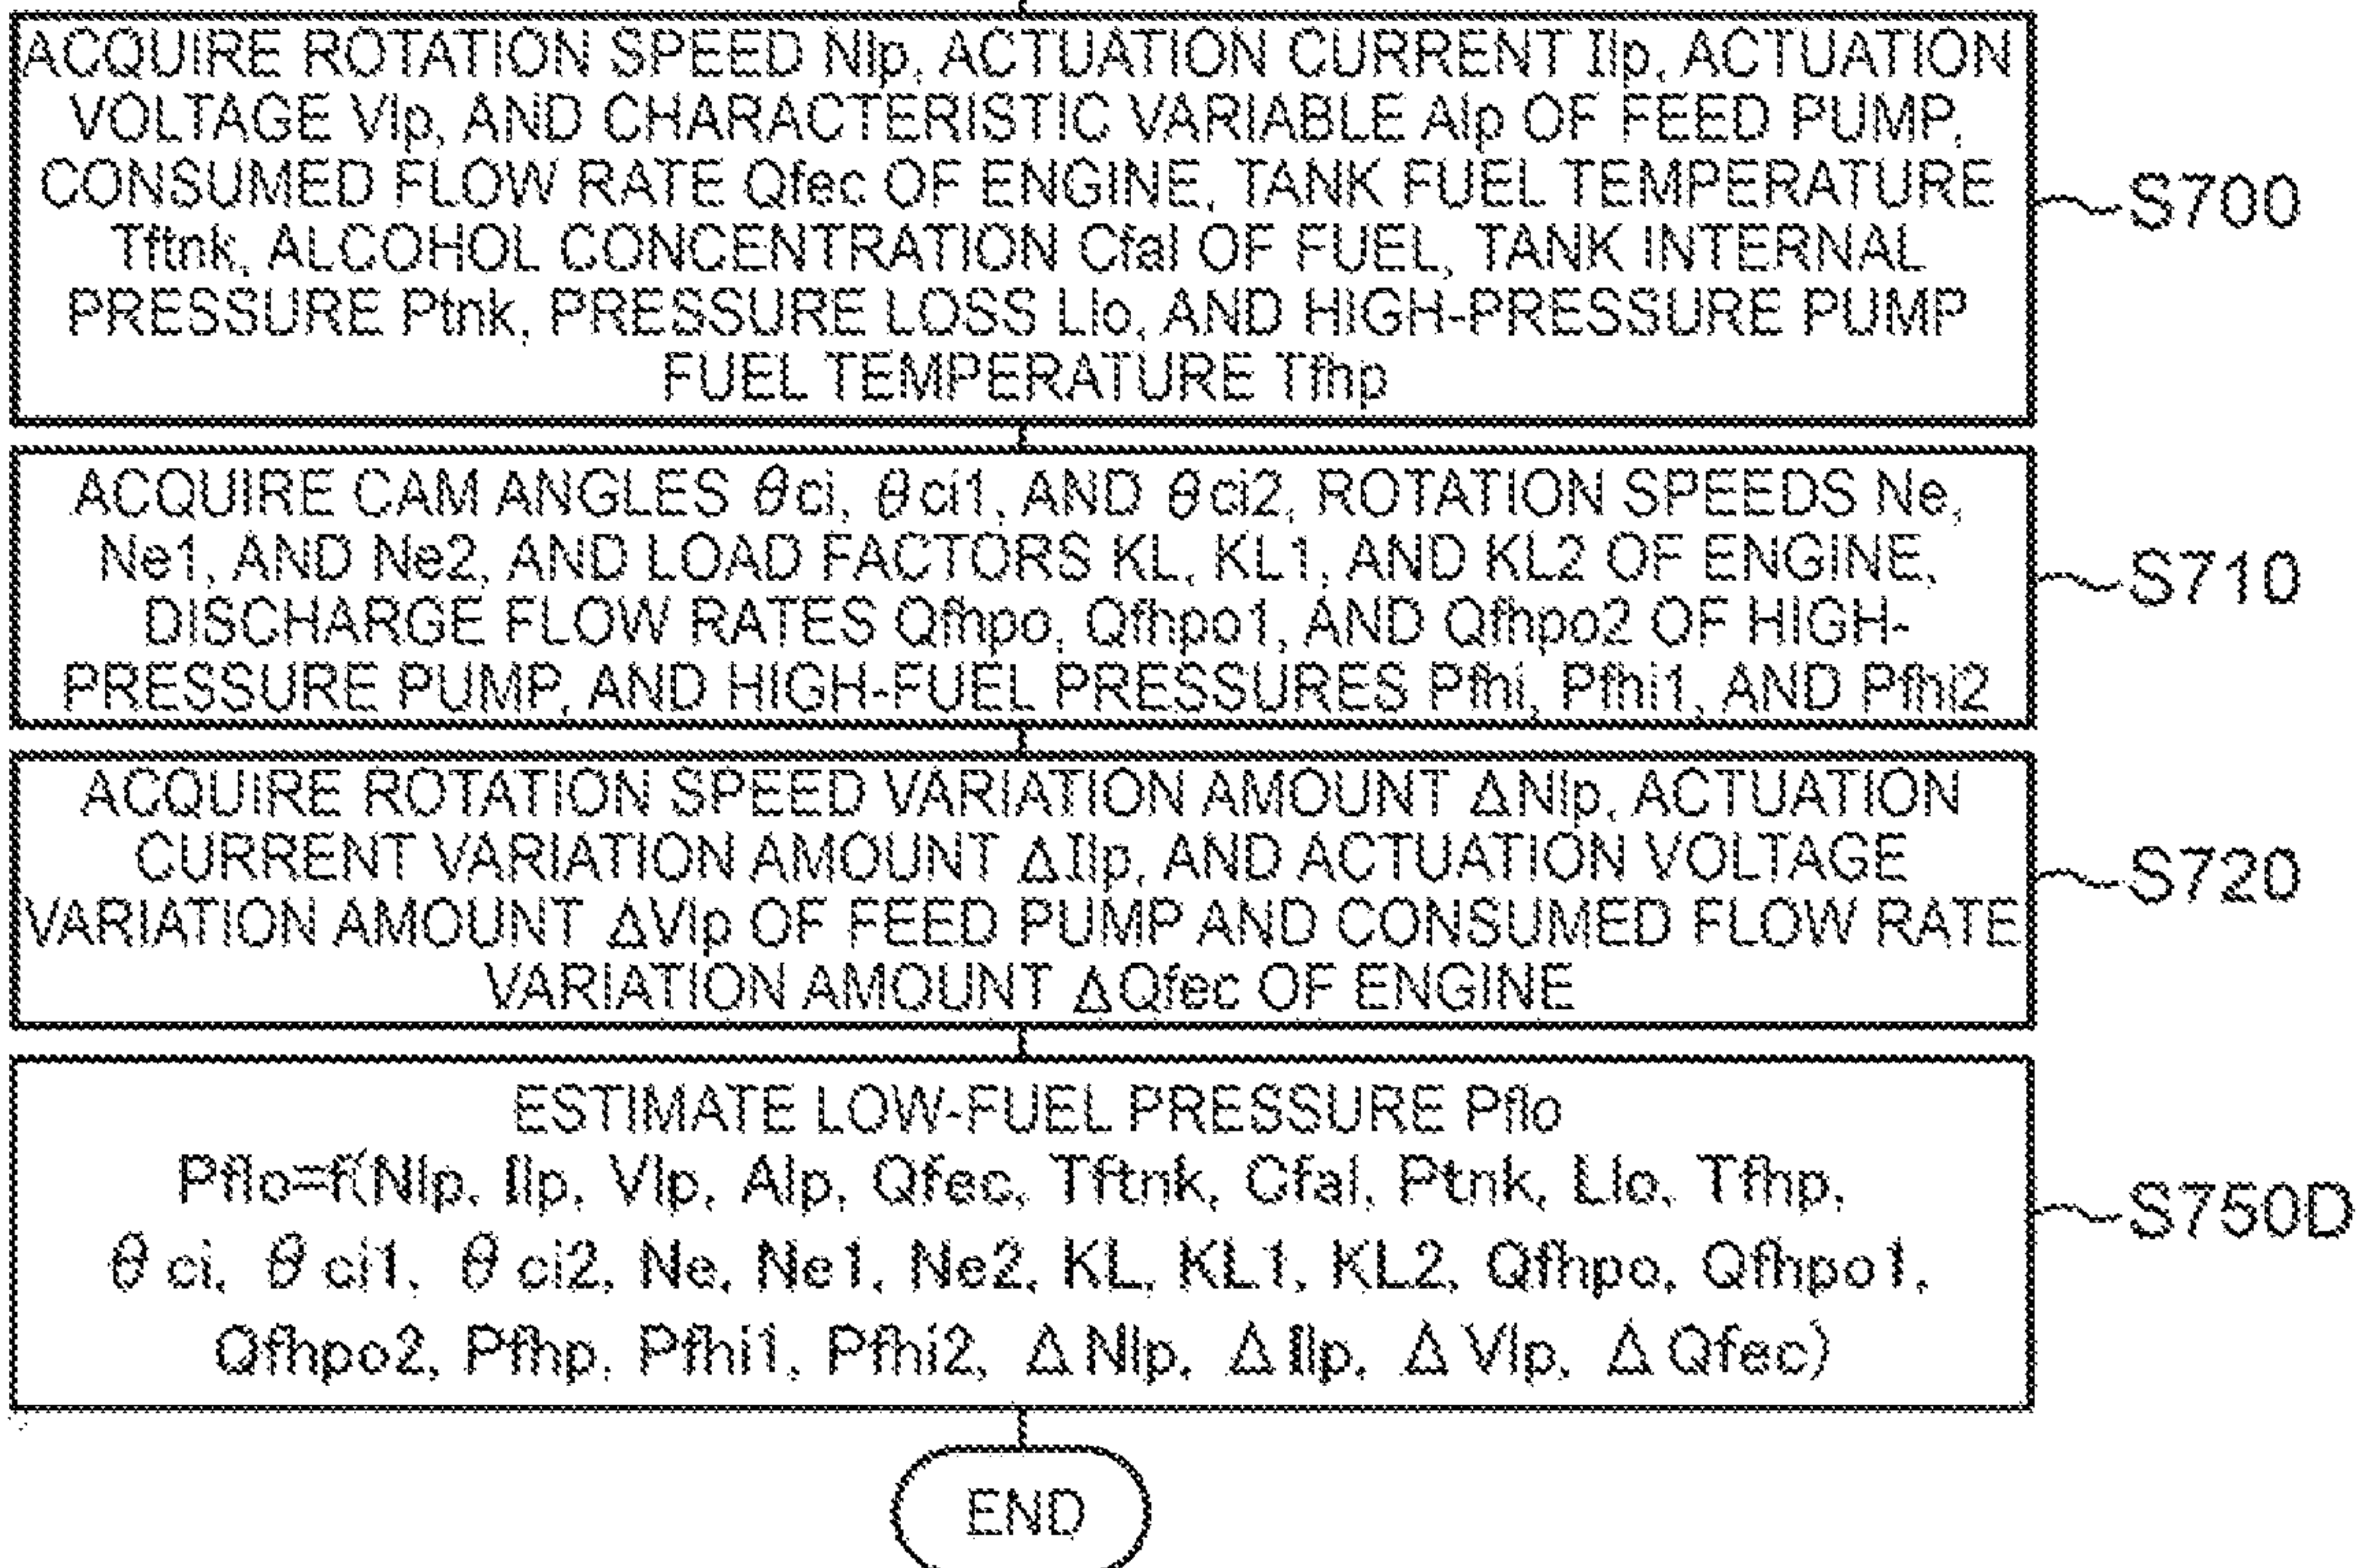 ACQUIRE ROTATION SPEED Nlp, ACTUATION CURRENT Ilp, ACTUATION
VOLTAGE Vlp, AND CHARACTERISTIC VARIABLE Alp OF FEED PUMP,
CONSUMED FLOW RATE Qfec OF ENGINE, TANK FUEL TEMPERATURE
Tftnk, ALCOHOL CONCENTRATION Cfal OF FUEL, TANK INTERNAL
PRESSURE Ptnk, PRESSURE LOSS Llo, AND HIGH-PRESSURE PUMP
FUEL TEMPERATURE Tfhp
S700
ACQUIRE CAM ANGLES θci, θci1, AND θci2, ROTATION SPEEDS Ne,
Ne1, AND Ne2, AND LOAD FACTORS KL, KL1, AND KL2 OF ENGINE,
DISCHARGE FLOW RATES Qfhpo, Qfhpo1, AND Qfhpo2 OF HIGH-
PRESSURE PUMP, AND HIGH-FUEL PRESSURES Pfhi, Pfhi1, AND Pfhi2
S710
ACQUIRE ROTATION SPEED VARIATION AMOUNT ΔNlp, ACTUATION
CURRENT VARIATION AMOUNT ΔIlp, AND ACTUATION VOLTAGE
VARIATION AMOUNT ΔVlp OF FEED PUMP AND CONSUMED FLOW RATE
VARIATION AMOUNT ΔQfec OF ENGINE
S720
ESTIMATE LOW-FUEL PRESSURE Pflo
Pflo=f(Nlp, Ilp, Vlp, Alp, Qfec, Tftnk, Cfal, Ptnk, Llo, Tfhp,
θci, θci1, θci2, Ne, Ne1, Ne2, KL, KL1, KL2, Qfhpo, Qfhpo1,
Qfhpo2, Pfhp, Pfhi1, Pfhi2, ΔNlp, ΔIlp, ΔVlp, ΔQfec)
S750D
END